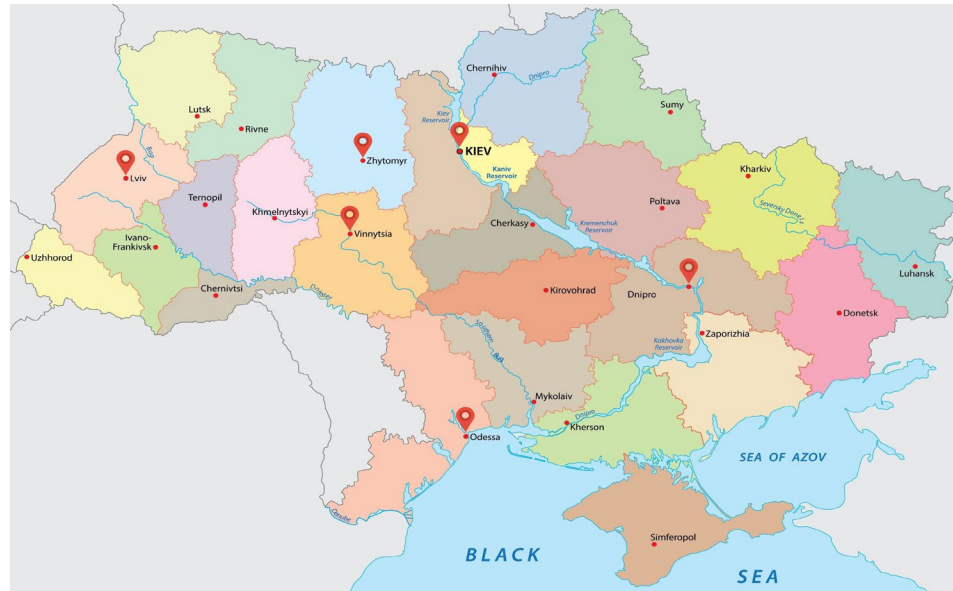 Chernihiv
Dnipro
Sumy
Lutsk
Rivne
Kiev
Reservoir
KIEV
Zhytomyr
Kaniv
Reservoir
Kharkiv
Bug
Lviv
Ternopil
Khmelnytskyi
Poltava
Seversky Donets
Cherkasy
Kremenchuk
Reservoir
Vinnytsia
Ivano-
Frankivsk
Uzhhorod
Luhansk
Chernivtsi
Dniester
Kirovohrad
Dnipro
Donetsk
Southern Bug
Kakhovka
Reservoir
Zaporizhia
Mykolaiv
Dnipro
Kherson
Odessa
SEA OF AZOV
Danube
Simferopol
BLACK
SEA